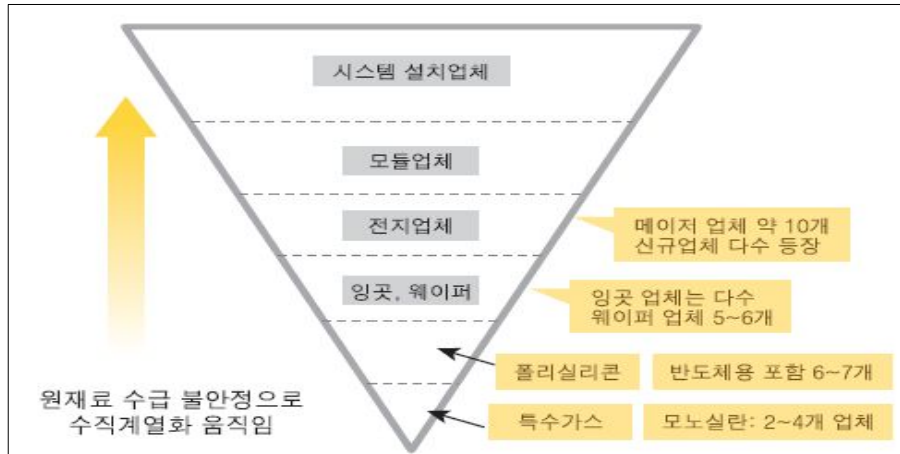 시스템 설치업체
모듈업체
전지업체
메이저 업체 약 10개
신규업체 다수 등장
잉곳, 웨이퍼
잉곳 업체는 다수
웨이퍼 업체 5~6개
폴리실리콘
반도체용 포함 6~7개
원재료 수급 불안정으로
수직계열화 움직임
특수가스
모노실란: 2~4개 업체